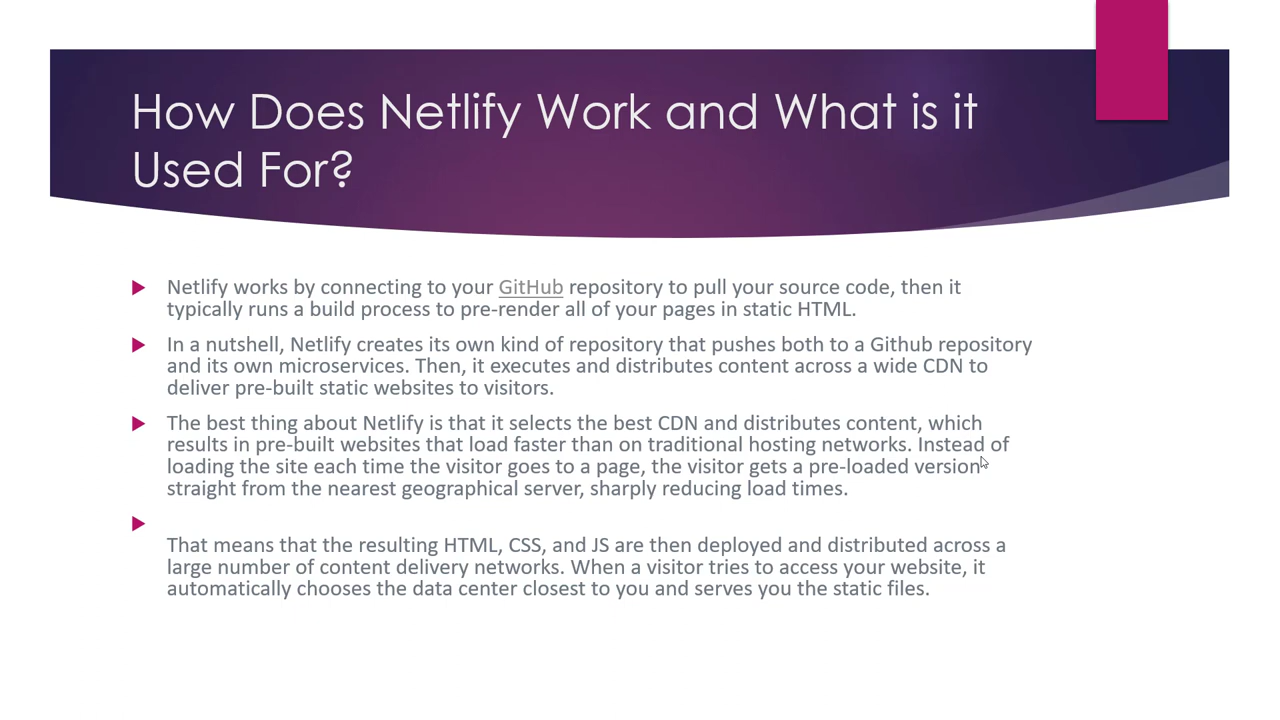 How Does Netlify Work and What is it
Used For?
Netlify works by connecting to your GitHub repository to pull your source code, then it
typically runs a build process to pre-render all of your pages in static HTML.
In a nutshell, Netlify creates its own kind of repository that pushes both to a Github repository
and its own microservices. Then, it executes and distributes content across a wide CDN to
deliver pre-built static websites to visitors.
The best thing about Netlify is that it selects the best CDN and distributes content, which
results in pre-built websites that load faster than on traditional hosting networks. Instead of
loading the site each time the visitor goes to a page, the visitor gets a pre-loaded version
straight from the nearest geographical server, sharply reducing load times.
That means that the resulting HTML, CSS, and JS are then deployed and distributed across a
large number of content delivery networks. When a visitor tries to access your website, it
automatically chooses the data center closest to you and serves you the static files.